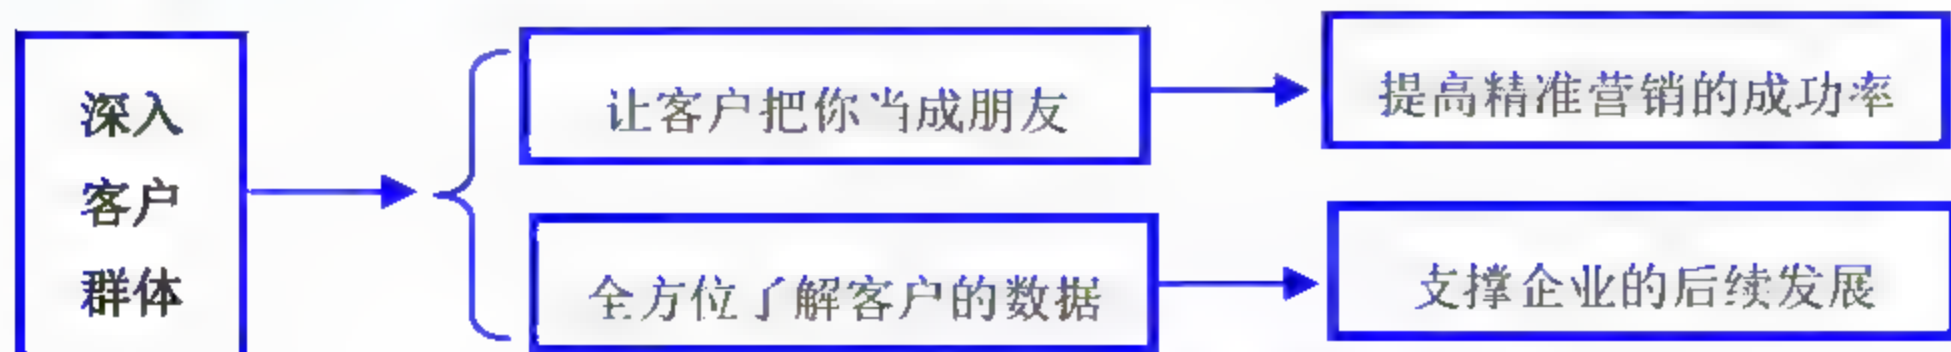 深入
客户
群体
让客户把你当成朋友
提高精准营销的成功率
全方位了解客户的数据
支撑企业的后续发展